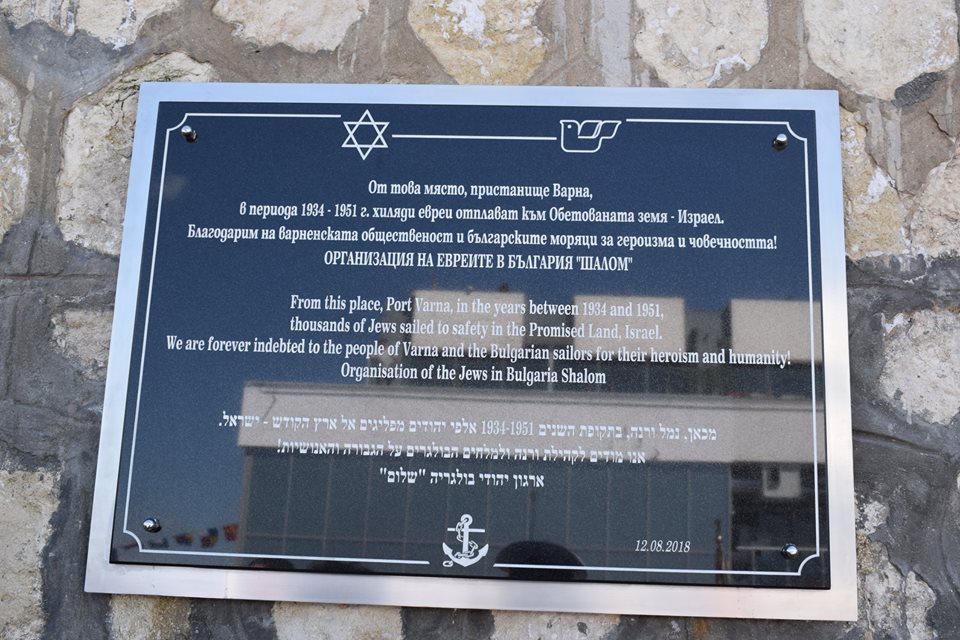 От това място, пристанище Варна,
в периода 1934 - 1951 г. хиляди евреи отплават към Обетованата земя - Израел.
Благодарим на варненската общественост и българските моряци за героизма и човечността!
ОРГАНИЗАЦИЯ НА ЕВРЕИТЕ В БЪЛГАРИЯ "ШАЛОМ"
From this place, Port Varna, in the years between 1934 and 1951,
thousands of Jews sailed to safety in the Promised Land, Israel.
We are forever indebted to the people of Varna and the Bulgarian sailors for their heroism and humanity!
Organisation of the Jews in Bulgaria Shalom
מכאן, נמל ורנה, בתקופת השנים 1934-1951 אלפי יהודים מפליגים אל ארץ הקודש - ישראל.
אנו מודים לקהילת ורנה ולמלחים הבולגרים על הגבורה והאנושיות!
ארגון יהודי בולגריה "שלום"
12.08.2018